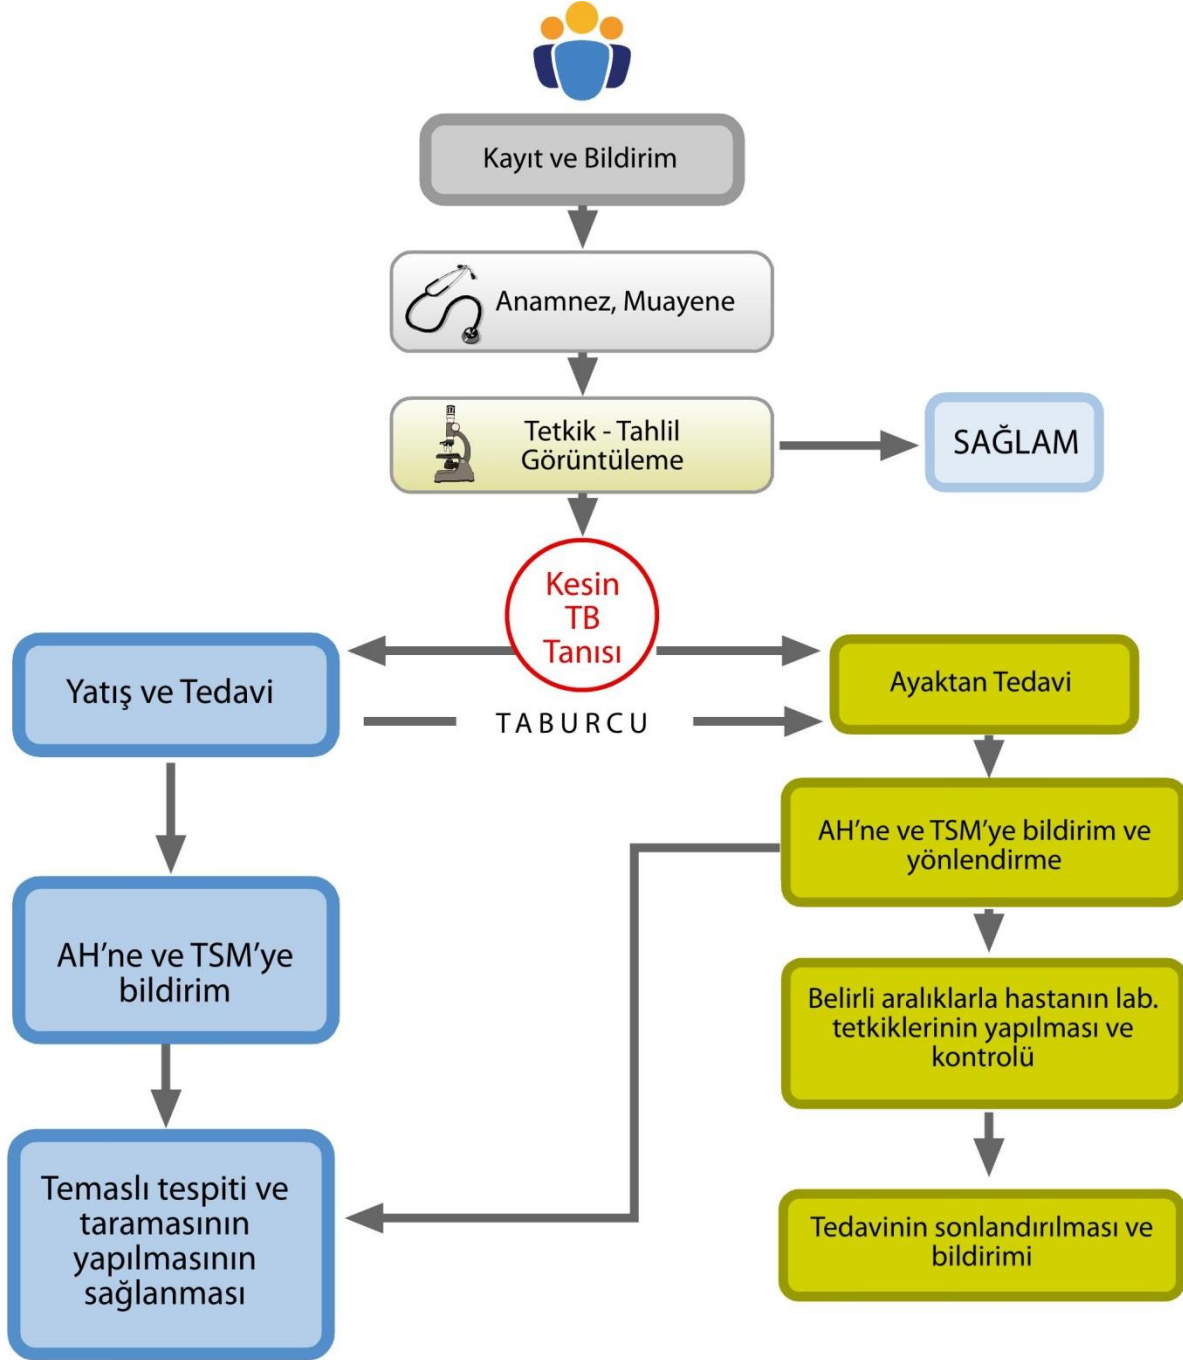 Kayıt ve Bildirim
Anamnez, Muayene
Tetkik - Tahlil
Görüntüleme
SAĞLAM
Kesin
TB
Tanısı
Yatış ve Tedavi
TABURCU
Ayaktan Tedavi
AH'ne ve TSM'ye bildirim ve
yönlendirme
AH'ne ve TSM'ye
bildirim
Belirli aralıklarla hastanın lab.
tetkiklerinin yapılması ve
kontrolü
Temaslı tespiti ve
taramasının
yapılmasının
sağlanması
Tedavinin sonlandırılması ve
bildirimi